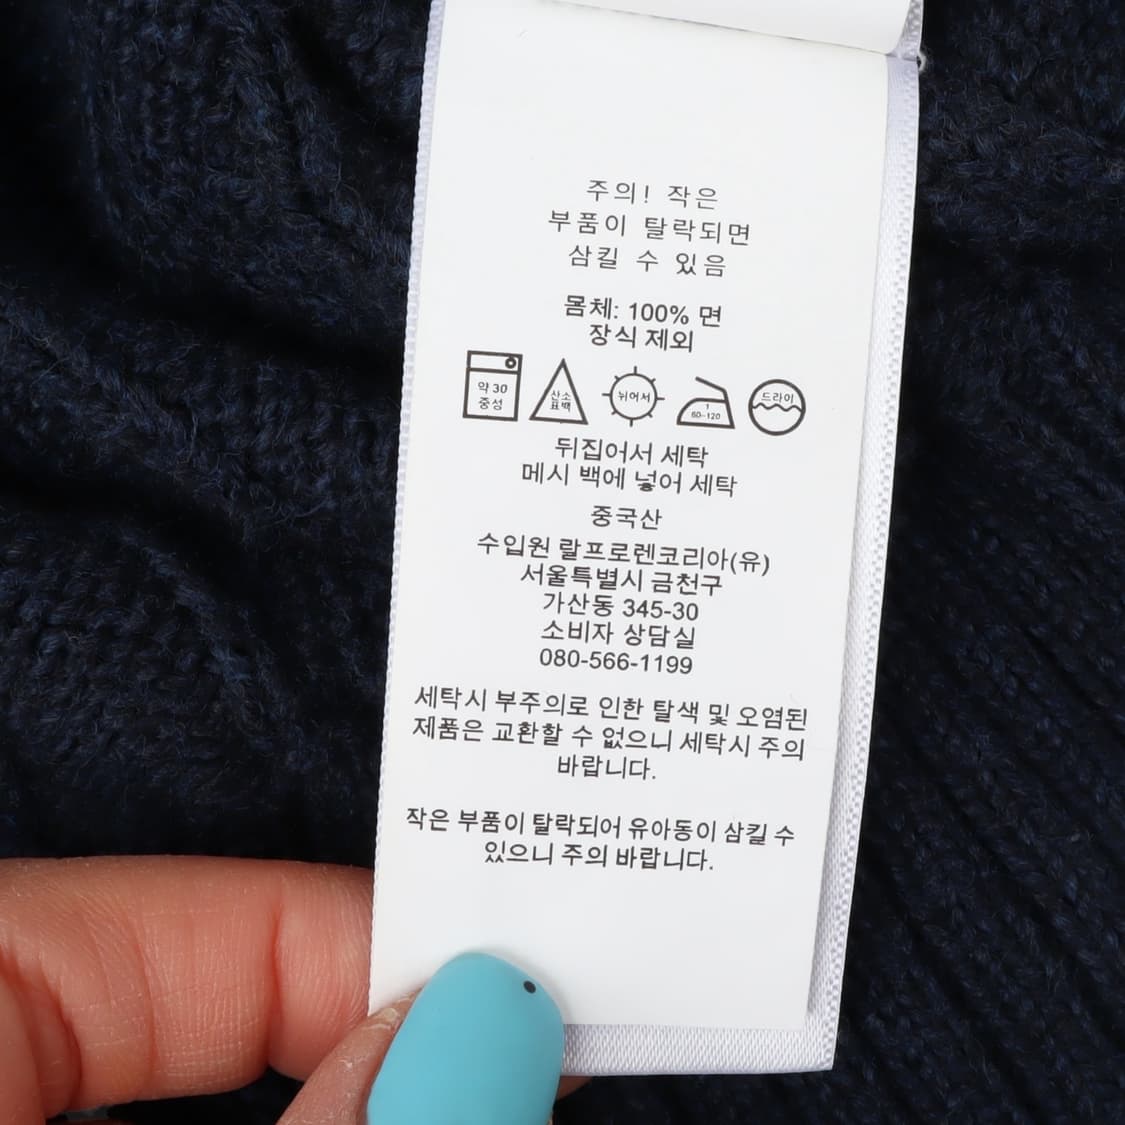 주의! 작은
부품이 탈락되면
삼킬 수 있음
몸체: 100% 면
장식 제외
약 30
중성
산소
표백
뉘어서
1
60-120
드라이
뒤집어서 세탁
메시 백에 넣어 세탁
중국산
수입원 랄프로렌코리아(유)
서울특별시 금천구
가산동 345-30
소비자 상담실
080-566-1199
세탁시 부주의로 인한 탈색 및 오염된
제품은 교환할 수 없으니 세탁시 주의
바랍니다.
작은 부품이 탈락되어 유아동이 삼킬 수
있으니 주의 바랍니다.